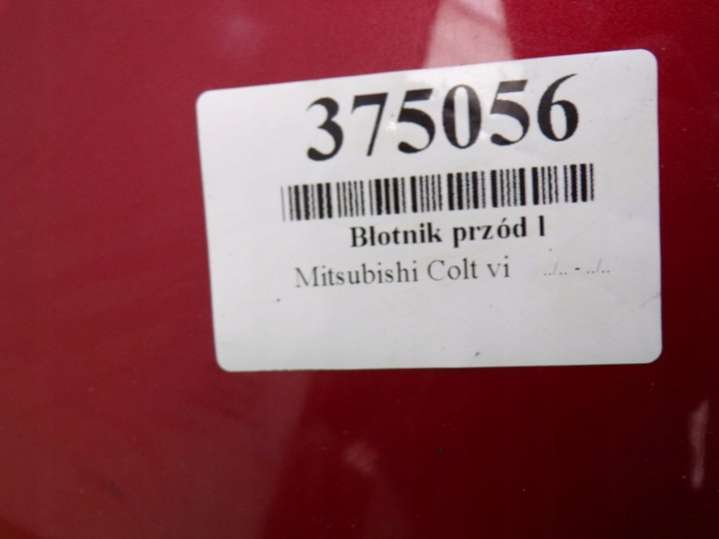 375056
Błotnik przód l
Mitsubishi Colt vi ../.. - ../..